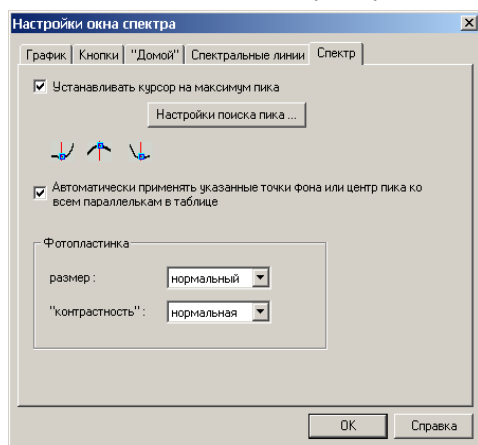 Настройки окна спектра
График Кнопки "Домой" Спектральные линии Спектр
Устанавливать курсор на максимум пика
Настройки поиска пика ...
Автоматически применять указанные точки фона или центр пика ко
всем параллелькам в таблице
Фотопластинка
размер : нормальный
"контрастность" : нормальная
OK Справка